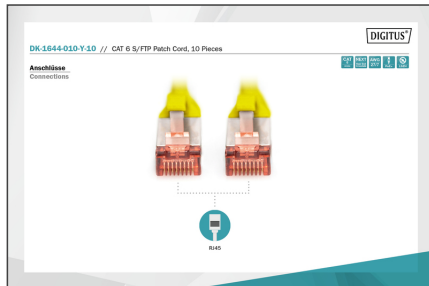 DIGITUS®
DK-1644-010-Y-10 // CAT 6 S/FTP Patch Cord, 10 Pieces
Anschlüsse
Connections
RJ45